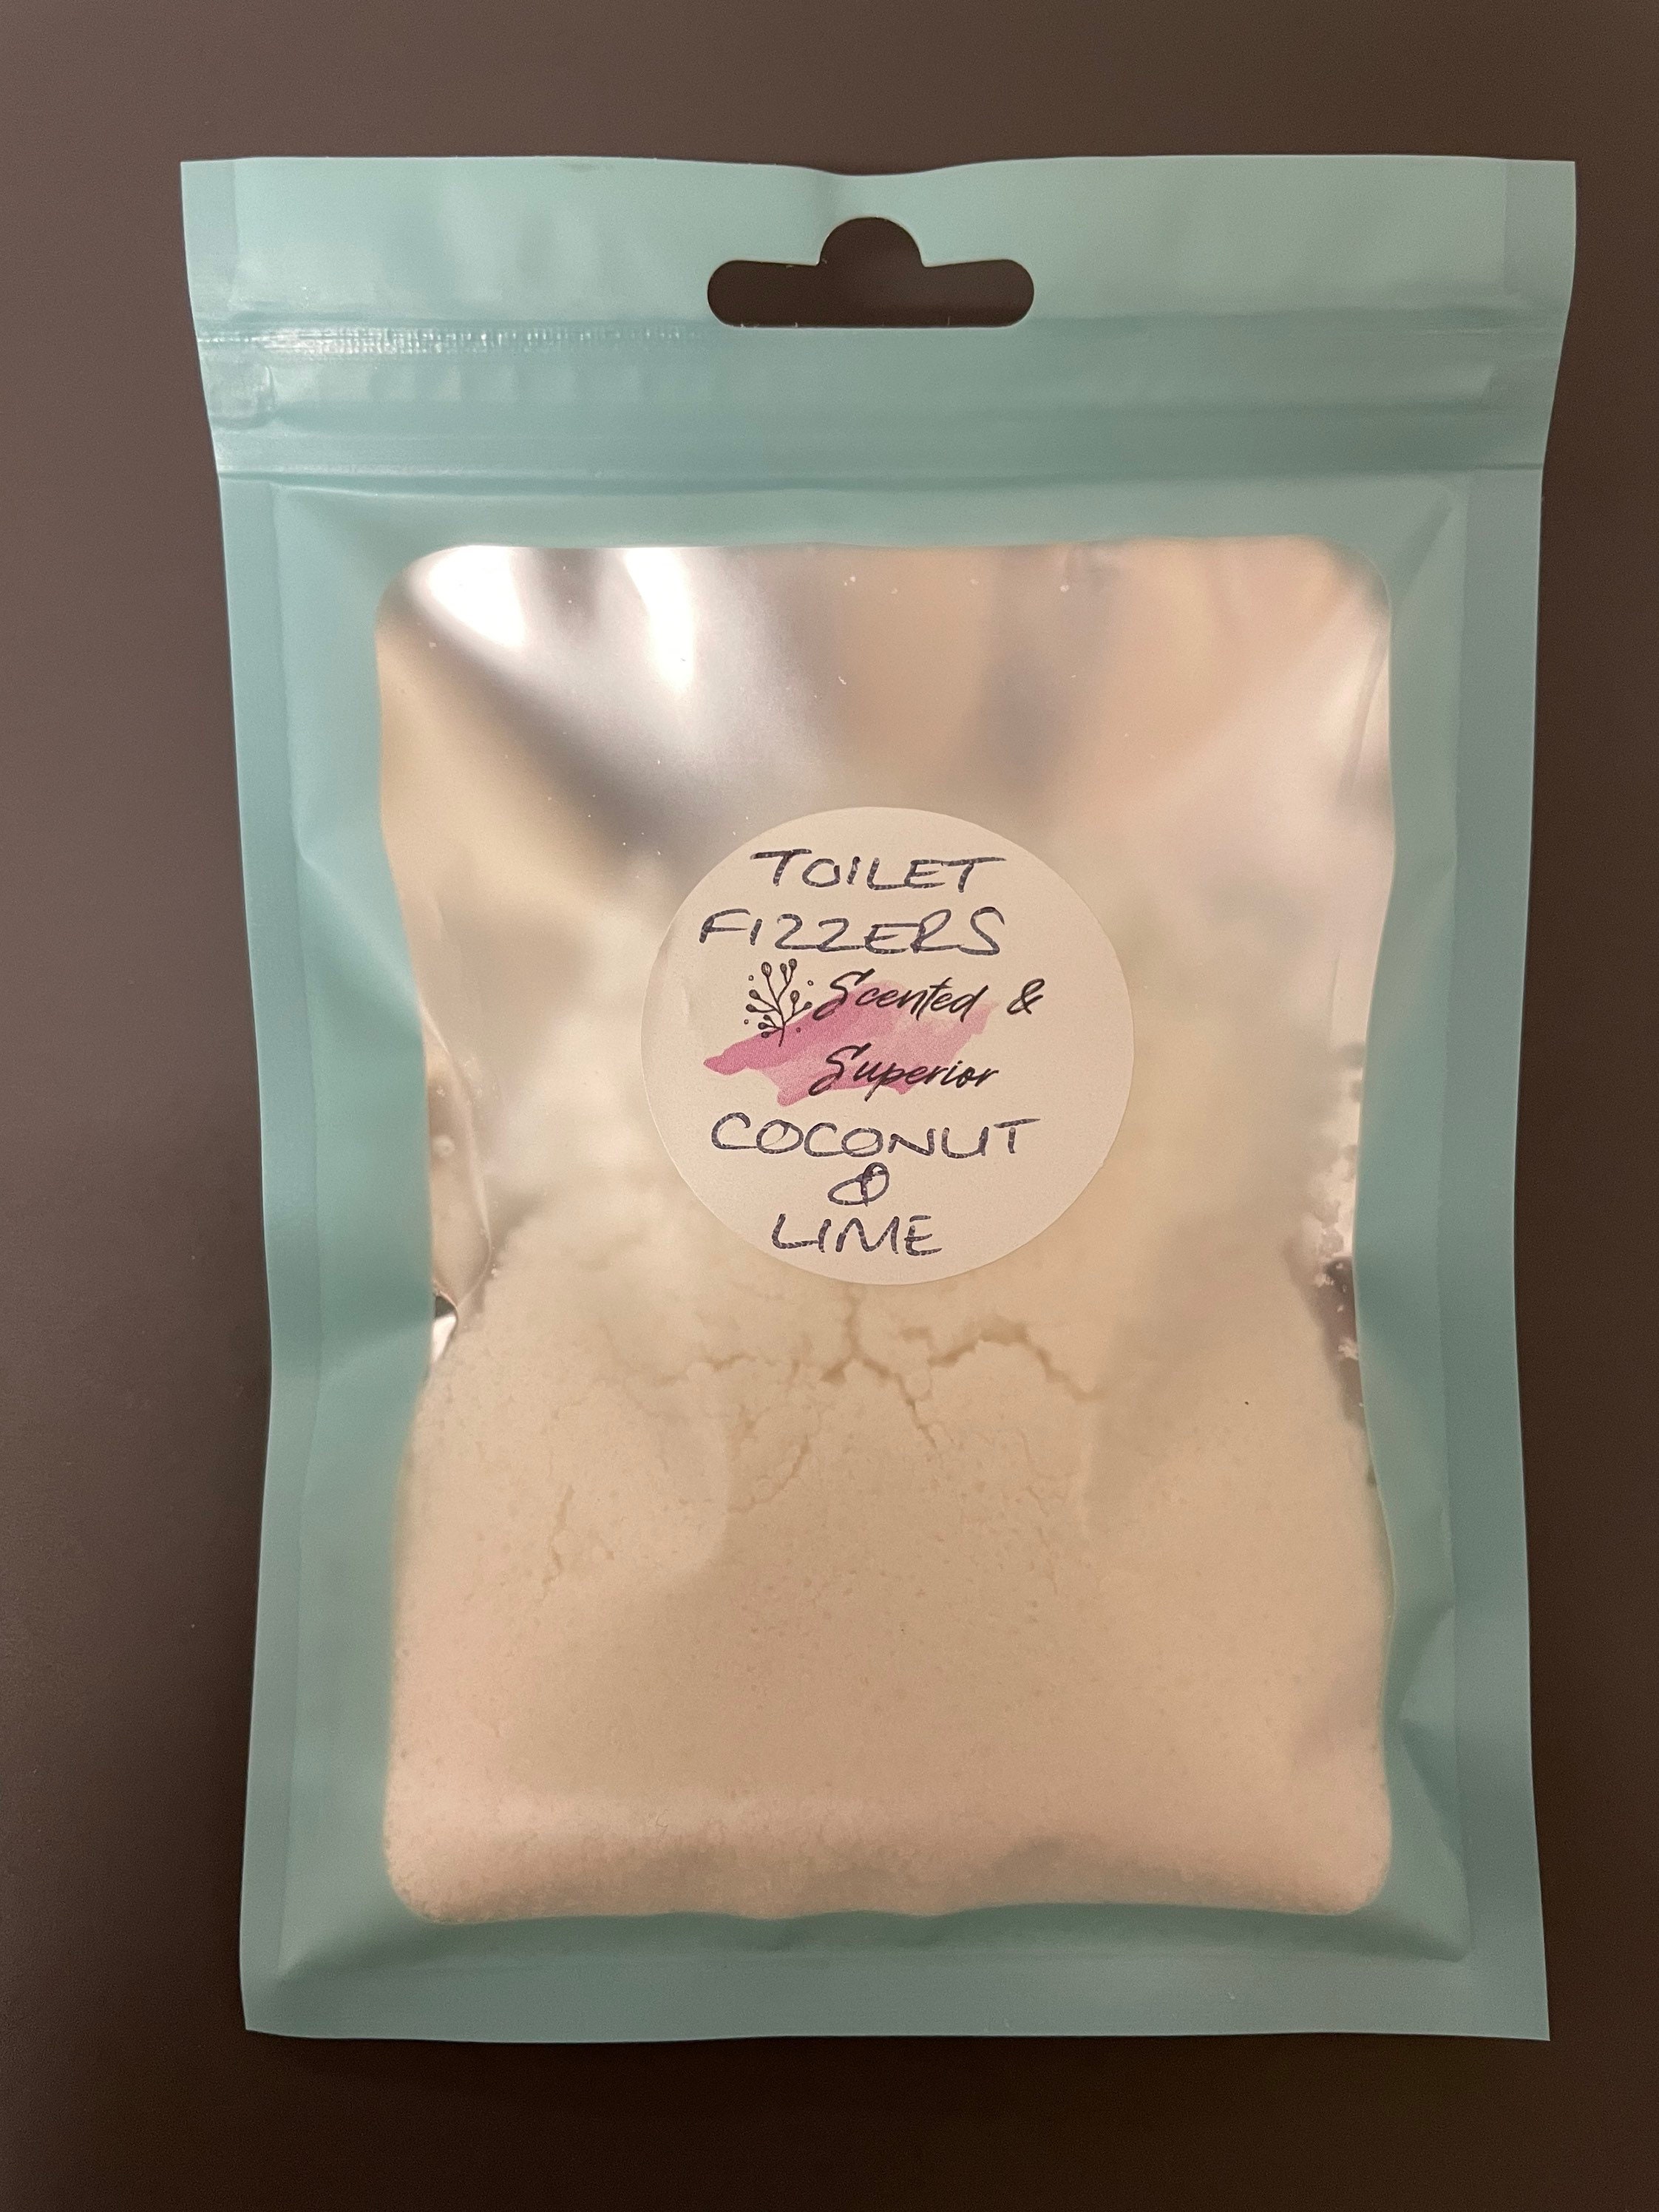 TOILET
FIZZERS
Scented &
Superior
COCONUT
&
LIME